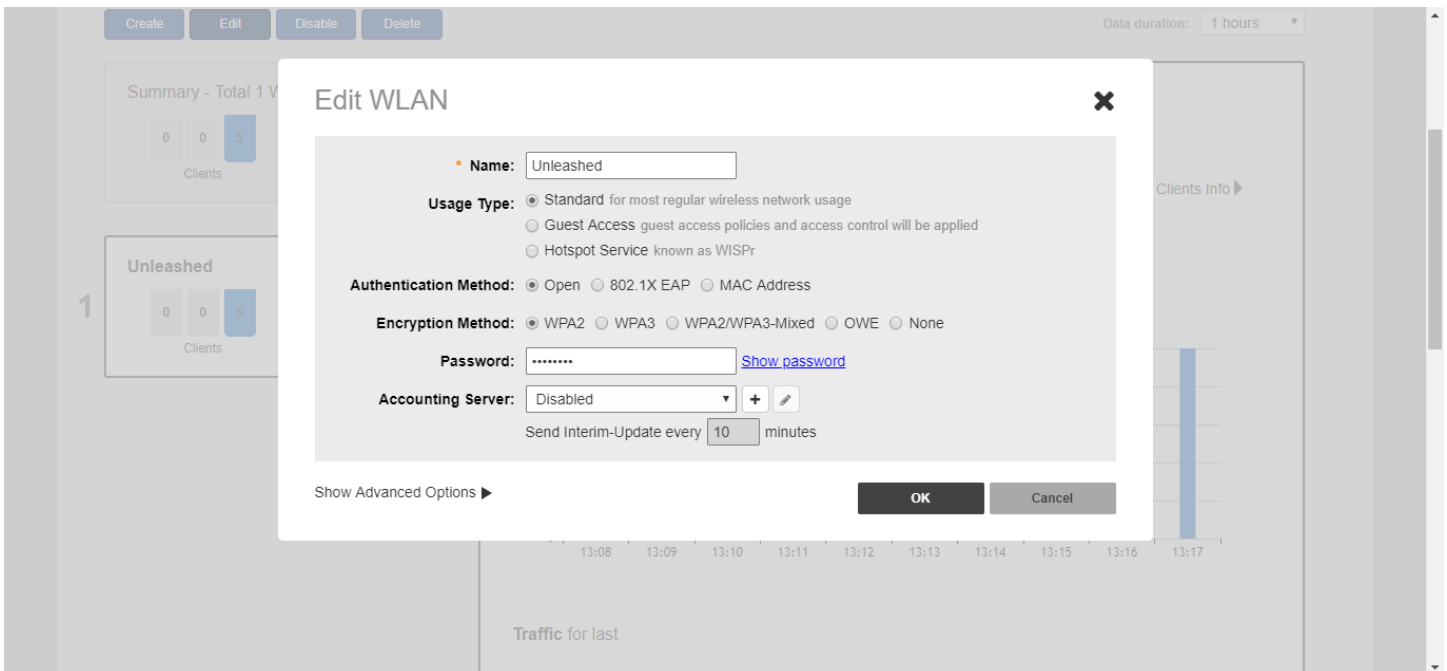 Create Edit Disable Delete Data duration: 1 hours
Summary - Total 1 W
0 0 5
Clients
Edit WLAN
* Name: Unleashed
Usage Type: Standard for most regular wireless network usage
Guest Access guest access policies and access control will be applied
Hotspot Service known as WISPr
Authentication Method: Open 802.1X EAP MAC Address
Encryption Method: WPA2 WPA3 WPA2/WPA3-Mixed OWE None
Password: •••••••• Show password
Accounting Server: Disabled
Send Interim-Update every 10 minutes
Show Advanced Options
OK Cancel
Clients Info
1
Unleashed
0 0 5
Clients
13:08 13:09 13:10 13:11 13:12 13:13 13:14 13:15 13:16 13:17
Traffic for last